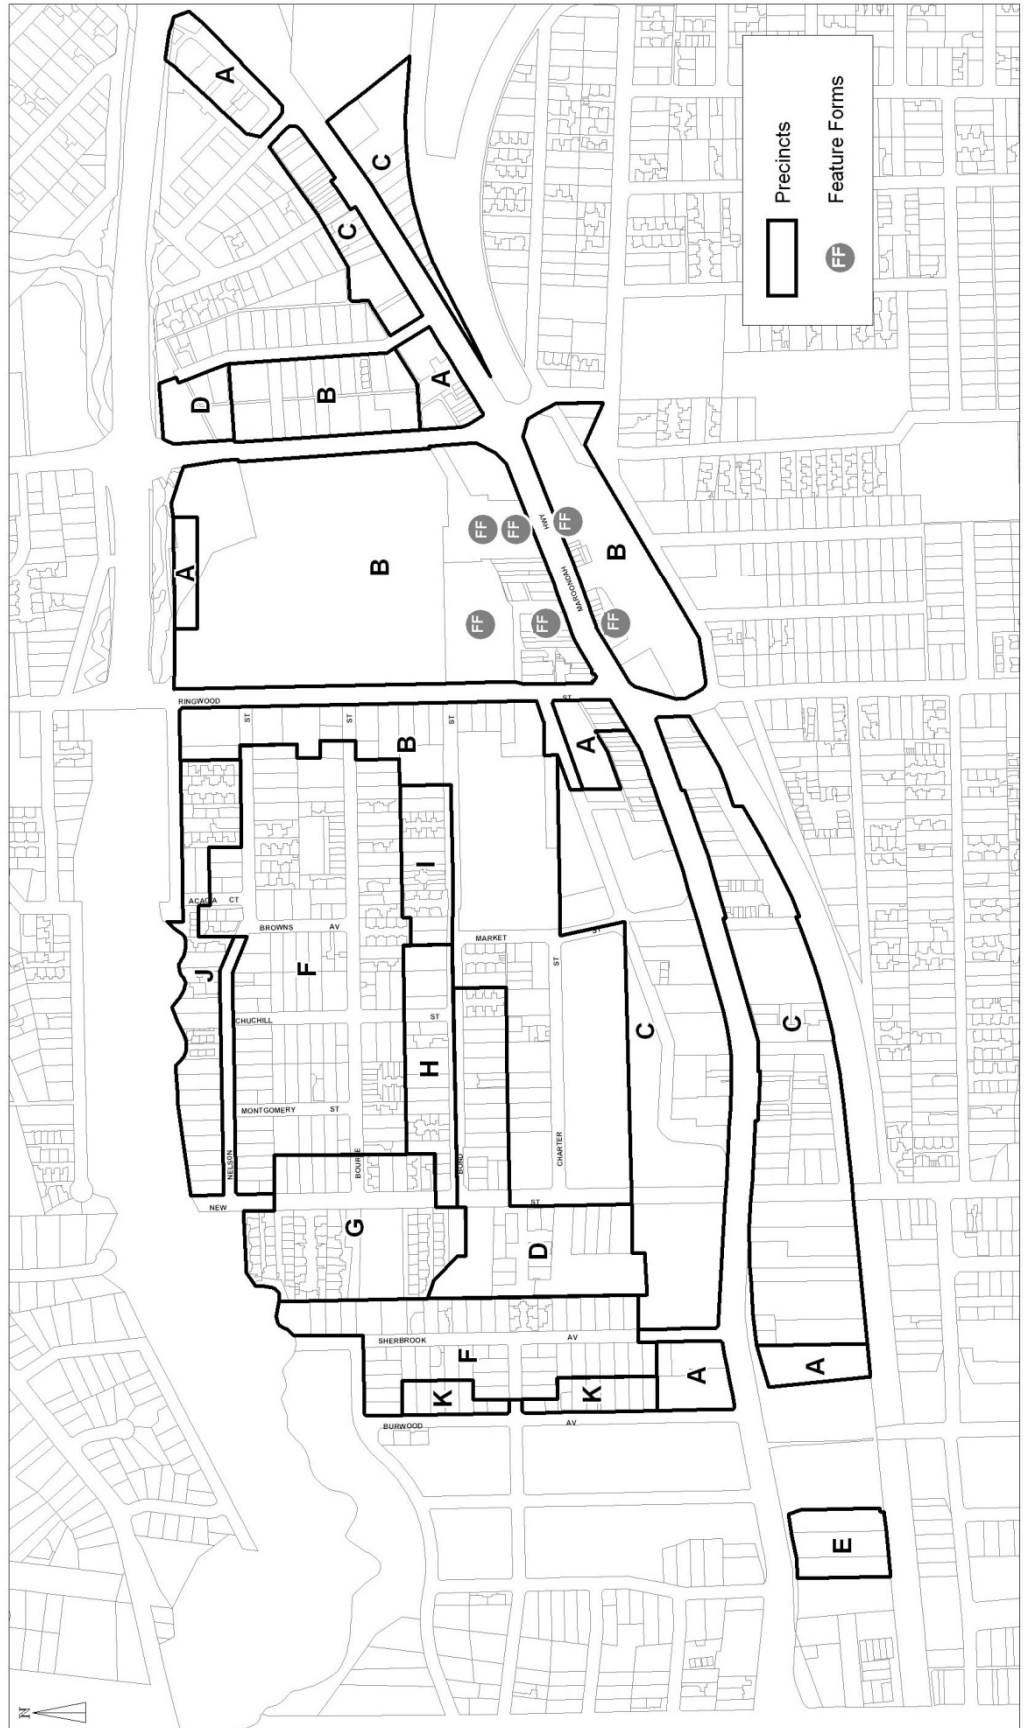 Precincts
FF Feature Forms
N
A
C
C
D
B
A
A
B
FF
FF
FF
FF
FF
FF
MAROONDAH HWY
B
RINGWOOD
ST
ST
ST
ST
B
A
I
ACACIA CT
BROWNS AV
MARKET
ST
J
F
CHUCHILL
ST
H
C
C
MONTGOMERY ST
NELSON
BOURKE
BOND
CHARTER
ST
NEW
ST
G
D
SHERBROOK AV
F
K
K
A
A
BURWOOD AV
E